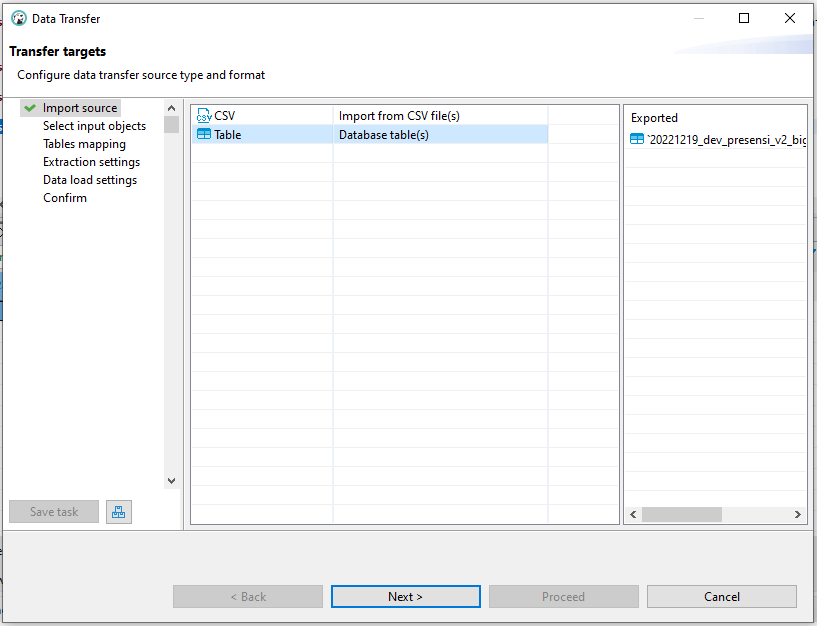 Data Transfer
Transfer targets
Configure data transfer source type and format
Import source
Select input objects
Tables mapping
Extraction settings
Data load settings
Confirm
CSV Import from CSV file(s)
Table Database table(s)
Exported
`20221219_dev_presensi_v2_big
Save task
< Back
Next >
Proceed
Cancel